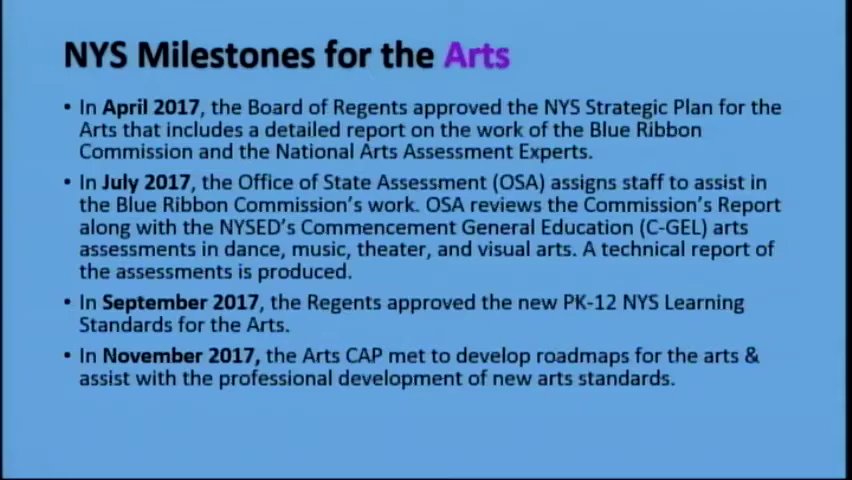 NYS Milestones for the Arts
• In April 2017, the Board of Regents approved the NYS Strategic Plan for the
Arts that includes a detailed report on the work of the Blue Ribbon
Commission and the National Arts Assessment Experts.
• In July 2017, the Office of State Assessment (OSA) assigns staff to assist in
the Blue Ribbon Commission's work. OSA reviews the Commission's Report
along with the NYSED's Commencement General Education (C-GEL) arts
assessments in dance, music, theater, and visual arts. A technical report of
the assessments is produced.
• In September 2017, the Regents approved the new PK-12 NYS Learning
Standards for the Arts.
• In November 2017, the Arts CAP met to develop roadmaps for the arts &
assist with the professional development of new arts standards.